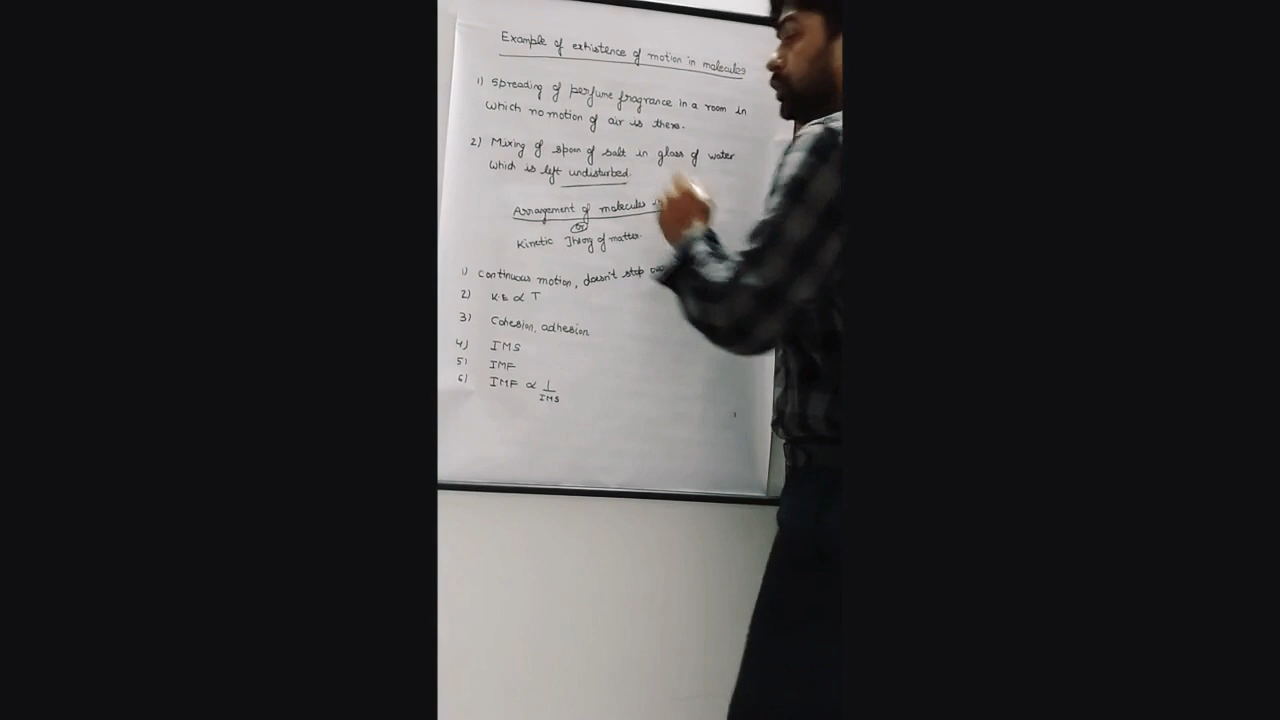 Example of exhistence of motion in molecules
1) Spreading of perfume fragrance in a room in
which no motion of air is there.
2) Mixing of spoon of salt in glass of water
which is left undisturbed.
Arrangement of molecules
or
Kinetic Theory of matter.
1) continuous motion, doesn't stop
2) K.E ∝ T
3) Cohesion, adhesion
4) IMS
5) IMF
6) IMF ∝ 1/IMS